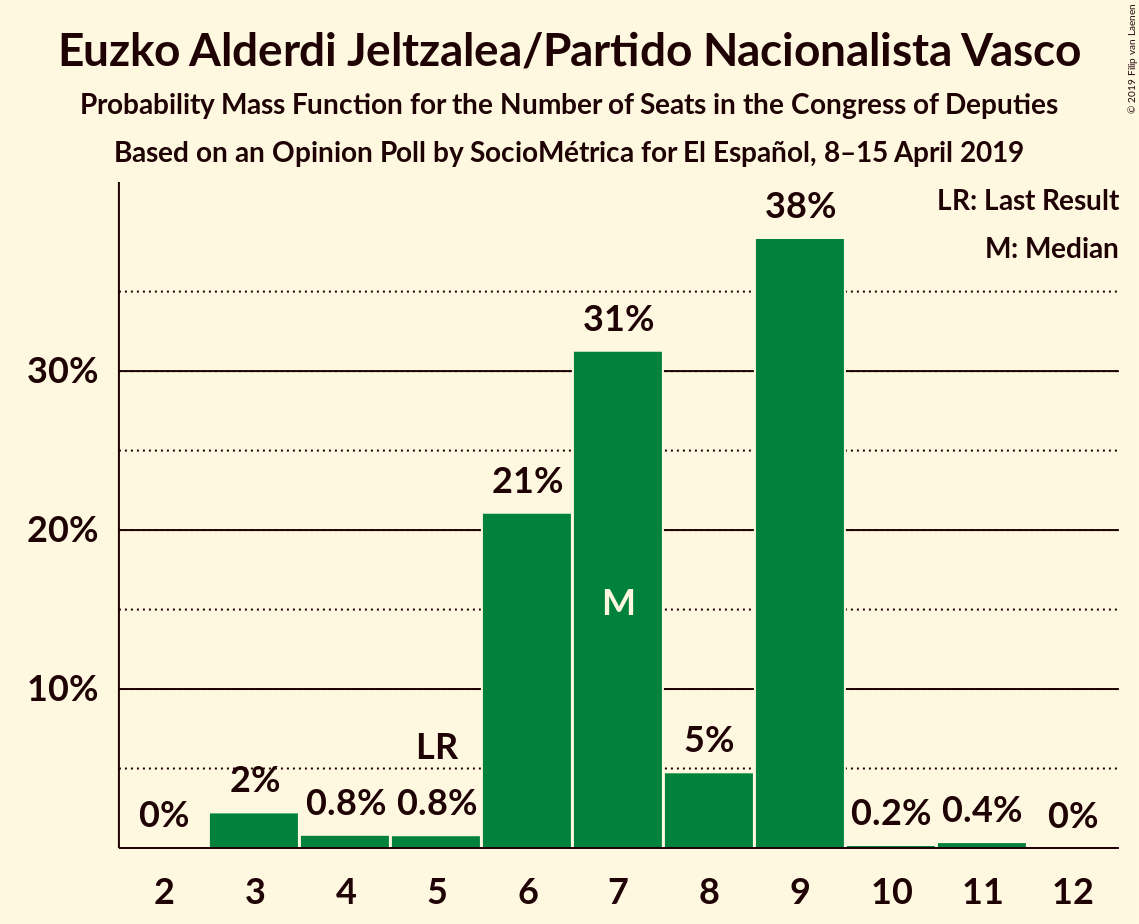 Euzko Alderdi Jeltzalea/Partido Nacionalista Vasco
Probability Mass Function for the Number of Seats in the Congress of Deputies
Based on an Opinion Poll by SocioMétrica for El Español, 8–15 April 2019
© 2019 Filip van Laenen
LR: Last Result
M: Median
38%
31%
30%
21%
20%
M
10%
LR
5%
2%
0%
0.8%
0.8%
0.2%
0.4%
0%
2 3 4 5 6 7 8 9 10 11 12